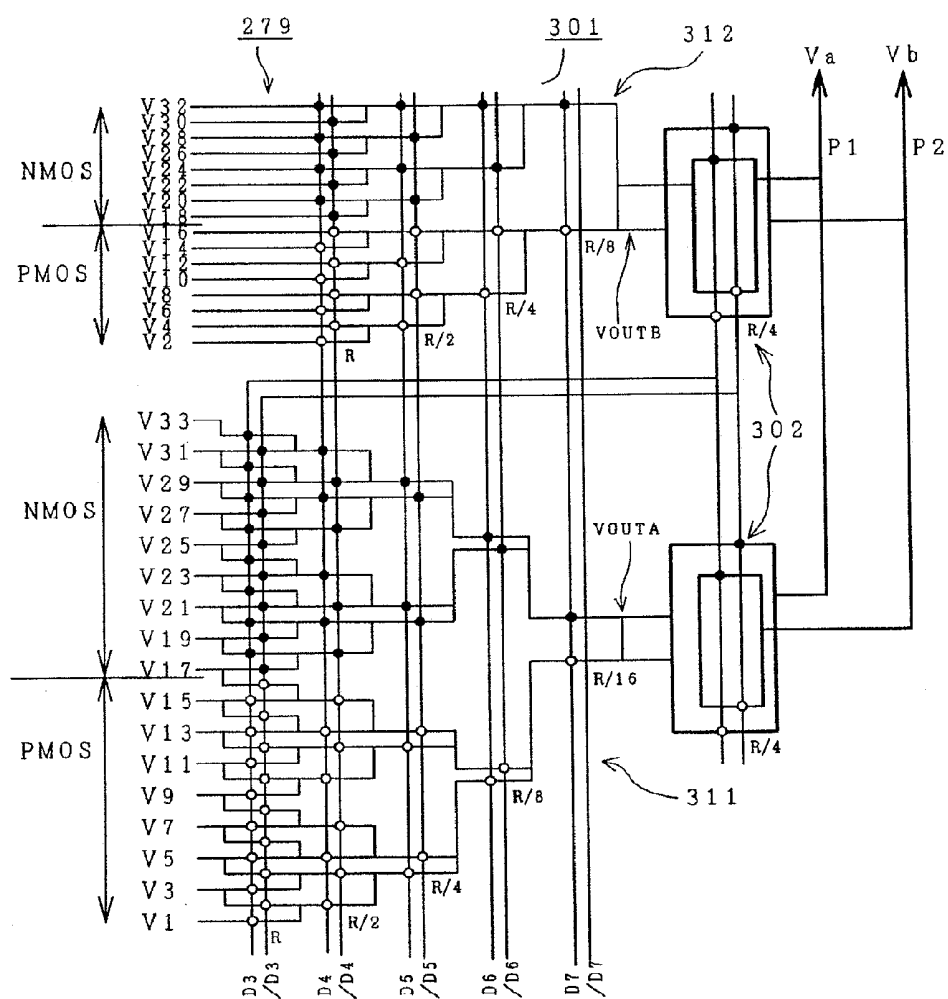 279
301
312
Va
Vb
P1
P2
V32
V30
V28
V26
V24
V22
V20
V18
V16
V14
V12
V10
V8
V6
V4
V2
NMOS
PMOS
R
R/2
R/4
R/8
VOUTB
R/4
302
V33
V31
V29
V27
V25
V23
V21
V19
V17
V15
V13
V11
V9
V7
V5
V3
V1
NMOS
PMOS
VOUTA
R/16
R/4
311
R/8
R/4
R/2
R
D3
/D3
D4
/D4
D5
/D5
D6
/D6
D7
/D7